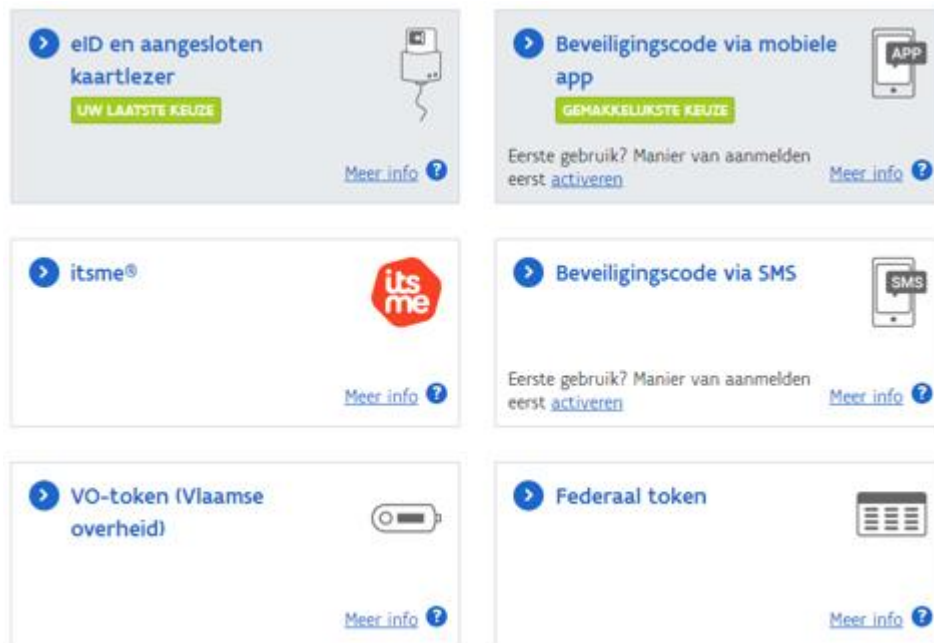 eID en aangesloten
kaartlezer
UW LAATSTE KEUZE
Meer info ?
Beveiligingscode via mobiele
app
APP
GEMAKKELIJKSTE KEUZE
Eerste gebruik? Manier van aanmelden
eerst activeren
Meer info ?
itsme®
its
me
Meer info ?
Beveiligingscode via SMS
SMS
Eerste gebruik? Manier van aanmelden
eerst activeren
Meer info ?
VO-token (Vlaamse
overheid)
Meer info ?
Federaal token
Meer info ?